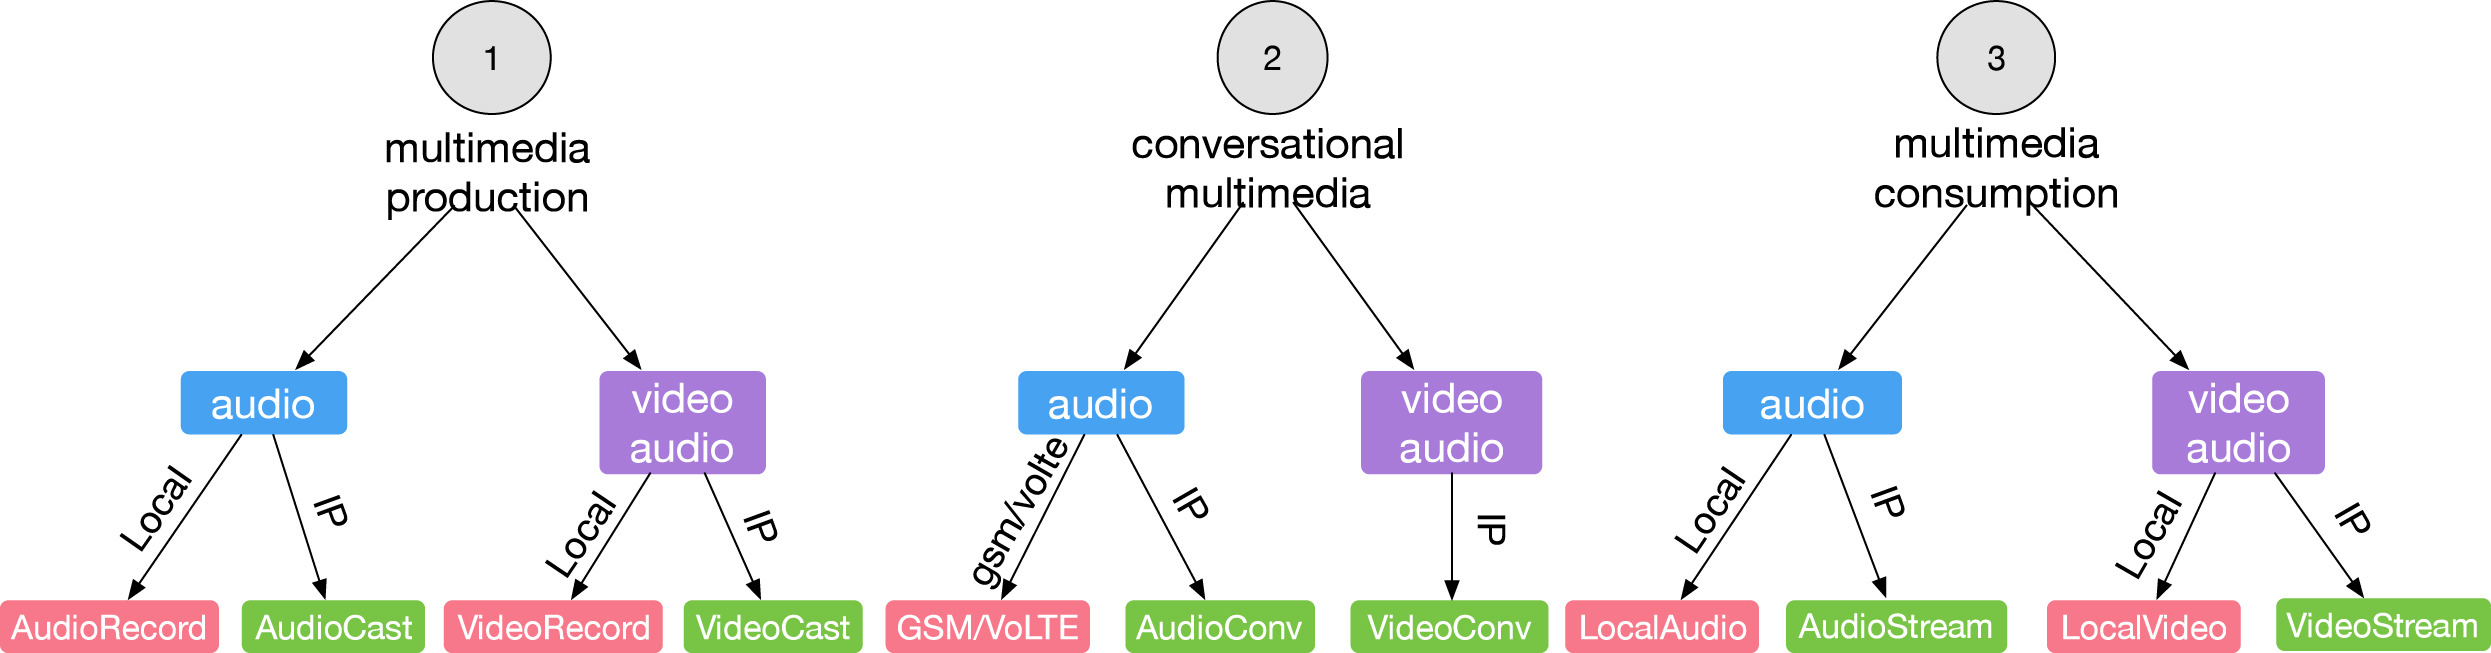 1
multimedia
production
audio
video
audio
Local
IP
Local
IP
AudioRecord
AudioCast
VideoRecord
VideoCast
2
conversational
multimedia
audio
video
audio
gsm/volte
IP
IP
GSM/VoLTE
AudioConv
VideoConv
3
multimedia
consumption
audio
video
audio
Local
IP
Local
IP
LocalAudio
AudioStream
LocalVideo
VideoStream